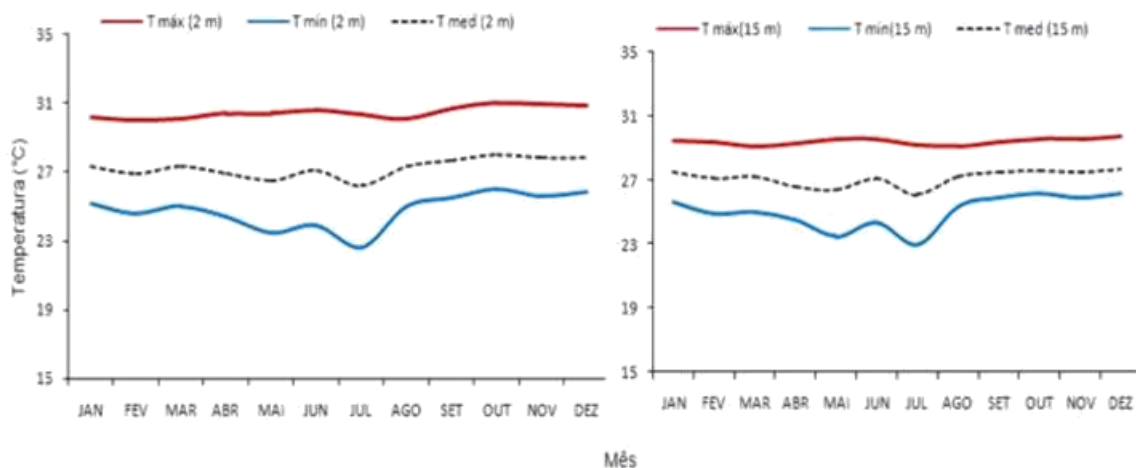 T máx (2 m) T mín (2 m) T med (2 m)
35
31
27
23
19
15
Temperatura (°C)
JAN FEV MAR ABR MAI JUN JUL AGO SET OUT NOV DEZ
T máx(15 m) T mín(15 m) T med (15 m)
35
31
27
23
19
15
JAN FEV MAR ABR MAI JUN JUL AGO SET OUT NOV DEZ
Mês